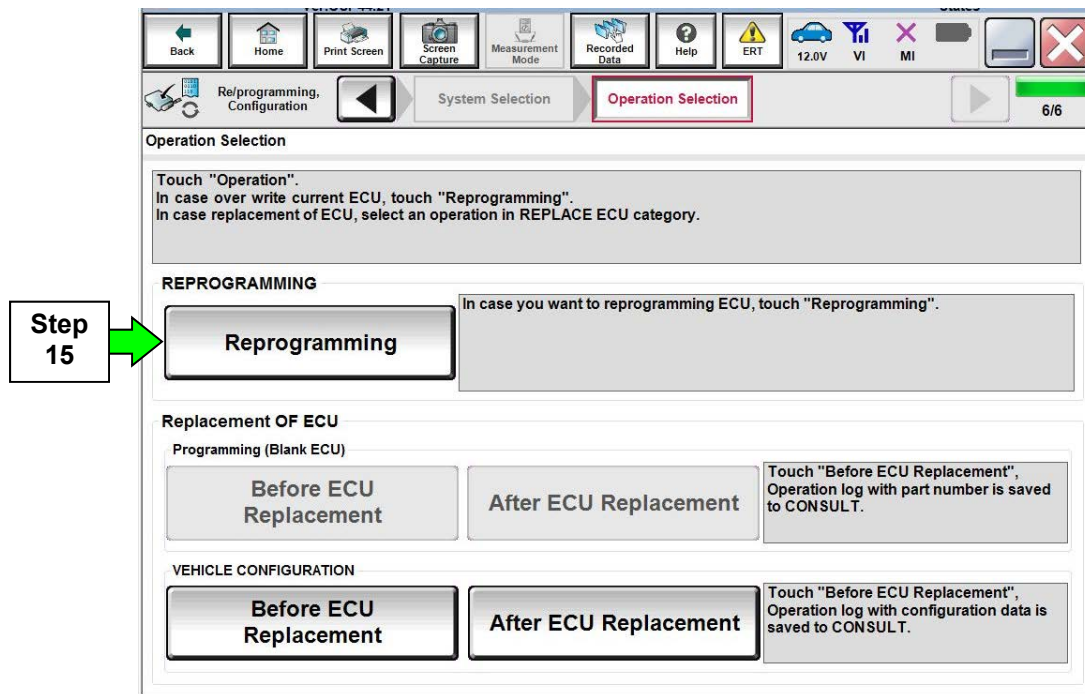 Back
Home
Print Screen
Screen
Capture
Measurement
Mode
Recorded
Data
Help
ERT
12.0V
VI
MI
Re/programming,
Configuration
System Selection
Operation Selection
6/6
Operation Selection
Touch "Operation".
In case over write current ECU, touch "Reprogramming".
In case replacement of ECU, select an operation in REPLACE ECU category.
REPROGRAMMING
Step
15
Reprogramming
In case you want to reprogramming ECU, touch "Reprogramming".
Replacement OF ECU
Programming (Blank ECU)
Before ECU
Replacement
After ECU Replacement
Touch "Before ECU Replacement",
Operation log with part number is saved
to CONSULT.
VEHICLE CONFIGURATION
Before ECU
Replacement
After ECU Replacement
Touch "Before ECU Replacement",
Operation log with configuration data is
saved to CONSULT.